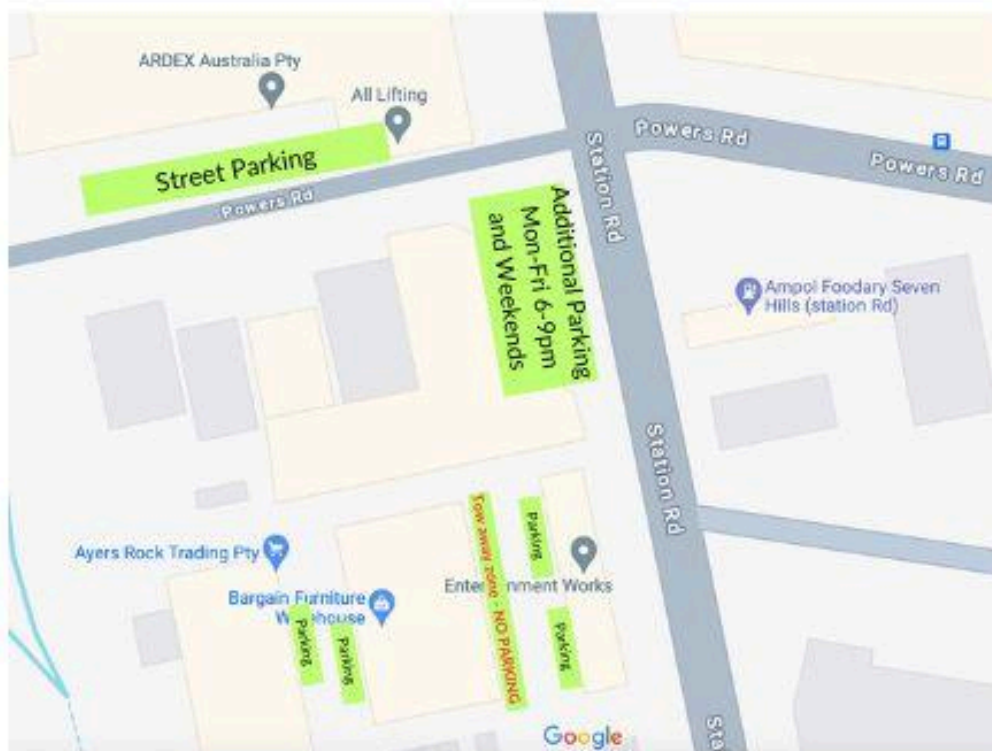 ARDEX Australia Pty
All Lifting
Street Parking
Powers Rd
Powers Rd
Powers Rd
Station Rd
Additional Parking
Mon-Fri 6-9pm
and Weekends
Ampol Foodary Seven
Hills (station Rd)
Station Rd
Tow away zone - NO PARKING
Parking
Ayers Rock Trading Pty
Entertainment Works
Bargain Furniture
Warehouse
Parking
Parking
Parking
Google
Sta